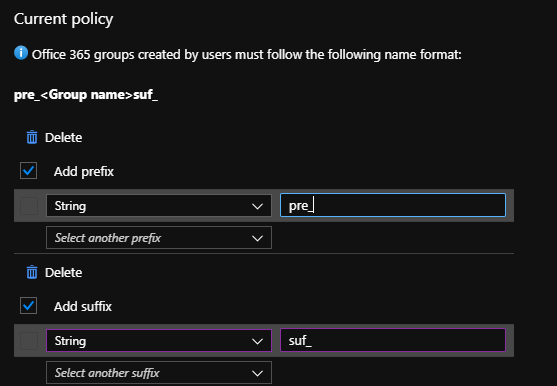 Current policy
Office 365 groups created by users must follow the following name format:
pre_<Group name>suf_
Delete
Add prefix
String pre_
Select another prefix
Delete
Add suffix
String suf_
Select another suffix